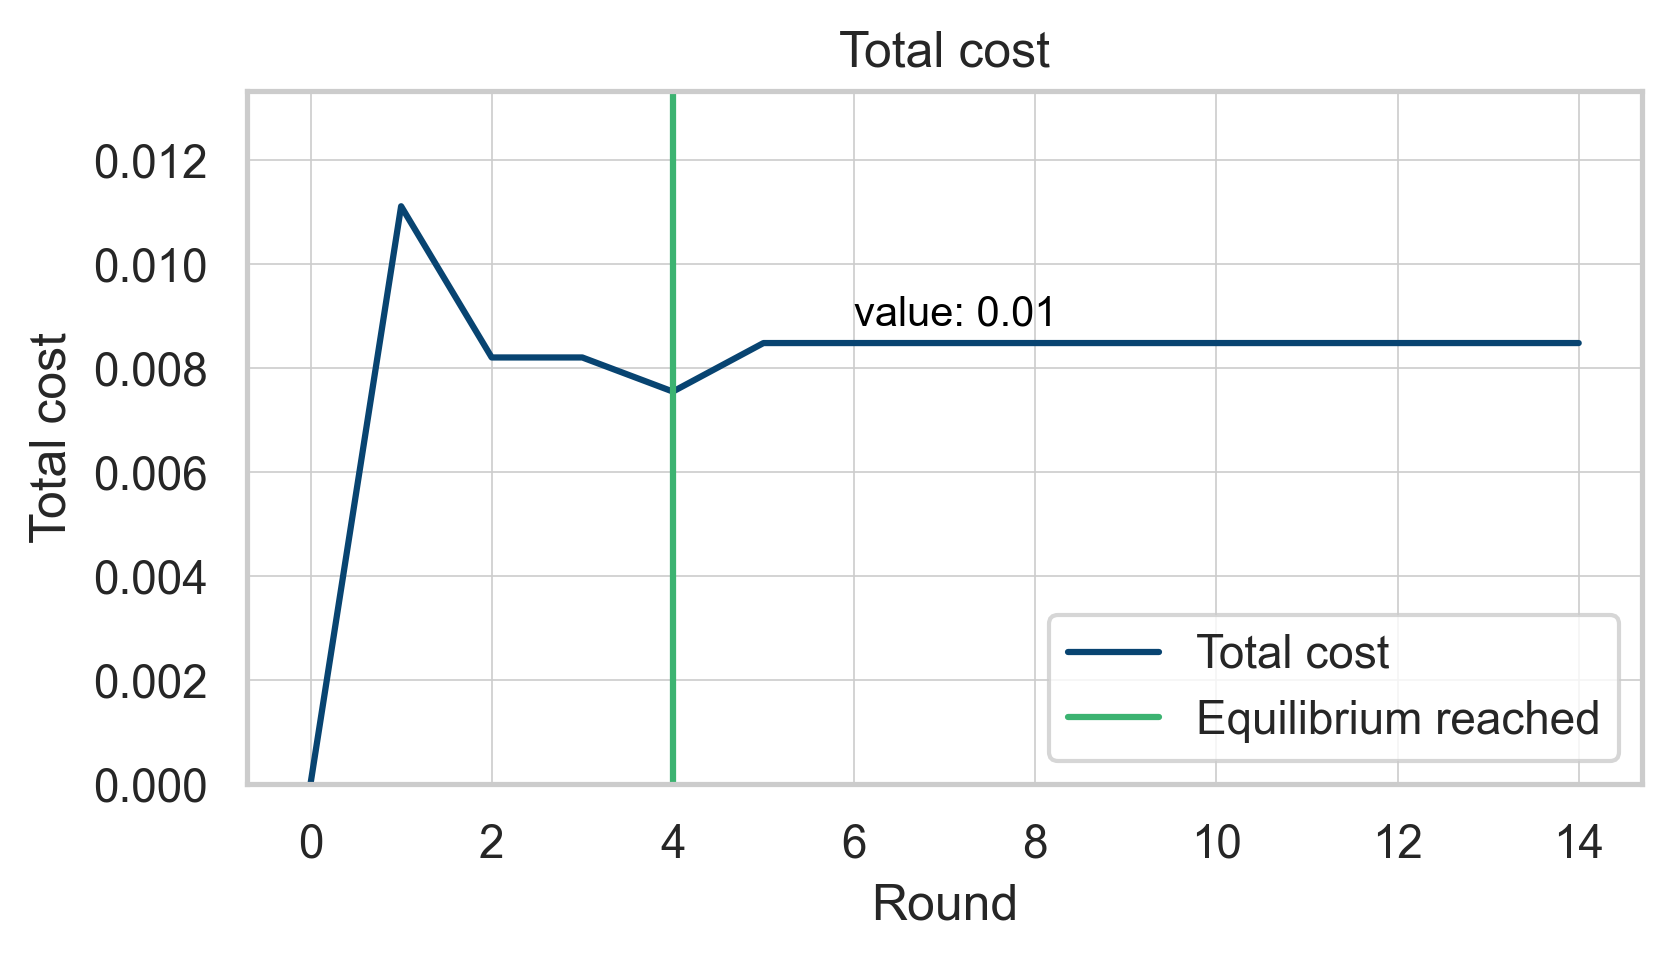 Total cost
Total cost
0.012
0.010
0.008
0.006
0.004
0.002
0.000
value: 0.01
Total cost
Equilibrium reached
0 2 4 6 8 10 12 14
Round